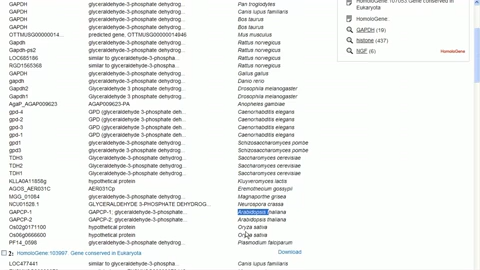 HomoloGene:107053 Gene conserved in
Eukaryota
HomoloGene
GAPDH (19)
histone (437)
NGF (6)
HomoloGene
GAPDH glyceraldehyde-3-phosphate dehydrog... Pan troglodytes
GAPDH glyceraldehyde-3-phosphate dehydrog... Canis lupus familiaris
GAPDH glyceraldehyde-3-phosphate dehydrog... Bos taurus
GAPDH glyceraldehyde-3-phosphate dehydrog... Bos taurus
OTTMUSG00000014946 predicted gene, OTTMUSG00000014946 Mus musculus
Gapdh glyceraldehyde-3-phosphate dehydrog... Rattus norvegicus
Gapdh-ps2 glyceraldehyde-3-phosphate dehydrog... Rattus norvegicus
LOC685186 similar to glyceraldehyde-3-phospha... Rattus norvegicus
RGD1565368 similar to glyceraldehyde-3-phospha... Rattus norvegicus
GAPDH glyceraldehyde-3-phosphate dehydrog... Gallus gallus
gapdh glyceraldehyde-3-phosphate dehydrog... Danio rerio
Gapdh2 Glyceraldehyde 3 phosphate dehydrog... Drosophila melanogaster
Gapdh1 Glyceraldehyde 3 phosphate dehydrog... Drosophila melanogaster
AgaP_AGAP009623 AGAP009623-PA Anopheles gambiae
gpd-4 GPD (glyceraldehyde 3-phosphate deh... Caenorhabditis elegans
gpd-2 GPD (glyceraldehyde 3-phosphate deh... Caenorhabditis elegans
gpd-3 GPD (glyceraldehyde 3-phosphate deh... Caenorhabditis elegans
gpd-1 GPD (glyceraldehyde 3-phosphate deh... Caenorhabditis elegans
gpd1 glyceraldehyde-3-phosphate dehydrog... Schizosaccharomyces pombe
gpd3 glyceraldehyde 3-phosphate dehydrog... Schizosaccharomyces pombe
TDH3 Glyceraldehyde-3-phosphate dehydrog... Saccharomyces cerevisiae
TDH2 Glyceraldehyde-3-phosphate dehydrog... Saccharomyces cerevisiae
TDH1 Glyceraldehyde-3-phosphate dehydrog... Saccharomyces cerevisiae
KLLA0A11858g hypothetical protein Kluyveromyces lactis
AGOS_AER031C AER031Cp Eremothecium gossypii
MGG_01084 glyceraldehyde-3-phosphate dehydrog... Magnaporthe grisea
NCU01528.1 GLYCERALDEHYDE 3-PHOSPHATE DEHYDROG... Neurospora crassa
GAPCP-1 GAPCP-1; glyceraldehyde-3-phosphate... Arabidopsis thaliana
GAPCP-2 GAPCP-2; glyceraldehyde-3-phosphate... Arabidopsis thaliana
Os02g0171100 hypothetical protein Oryza sativa
Os06g0666600 hypothetical protein Oryza sativa
PF14_0598 glyceraldehyde-3-phosphate dehydrog... Plasmodium falciparum
2: HomoloGene:103997. Gene conserved in Eukaryota Download
LOC477441 similar to glyceraldehyde-3-phospha... Canis lupus familiaris